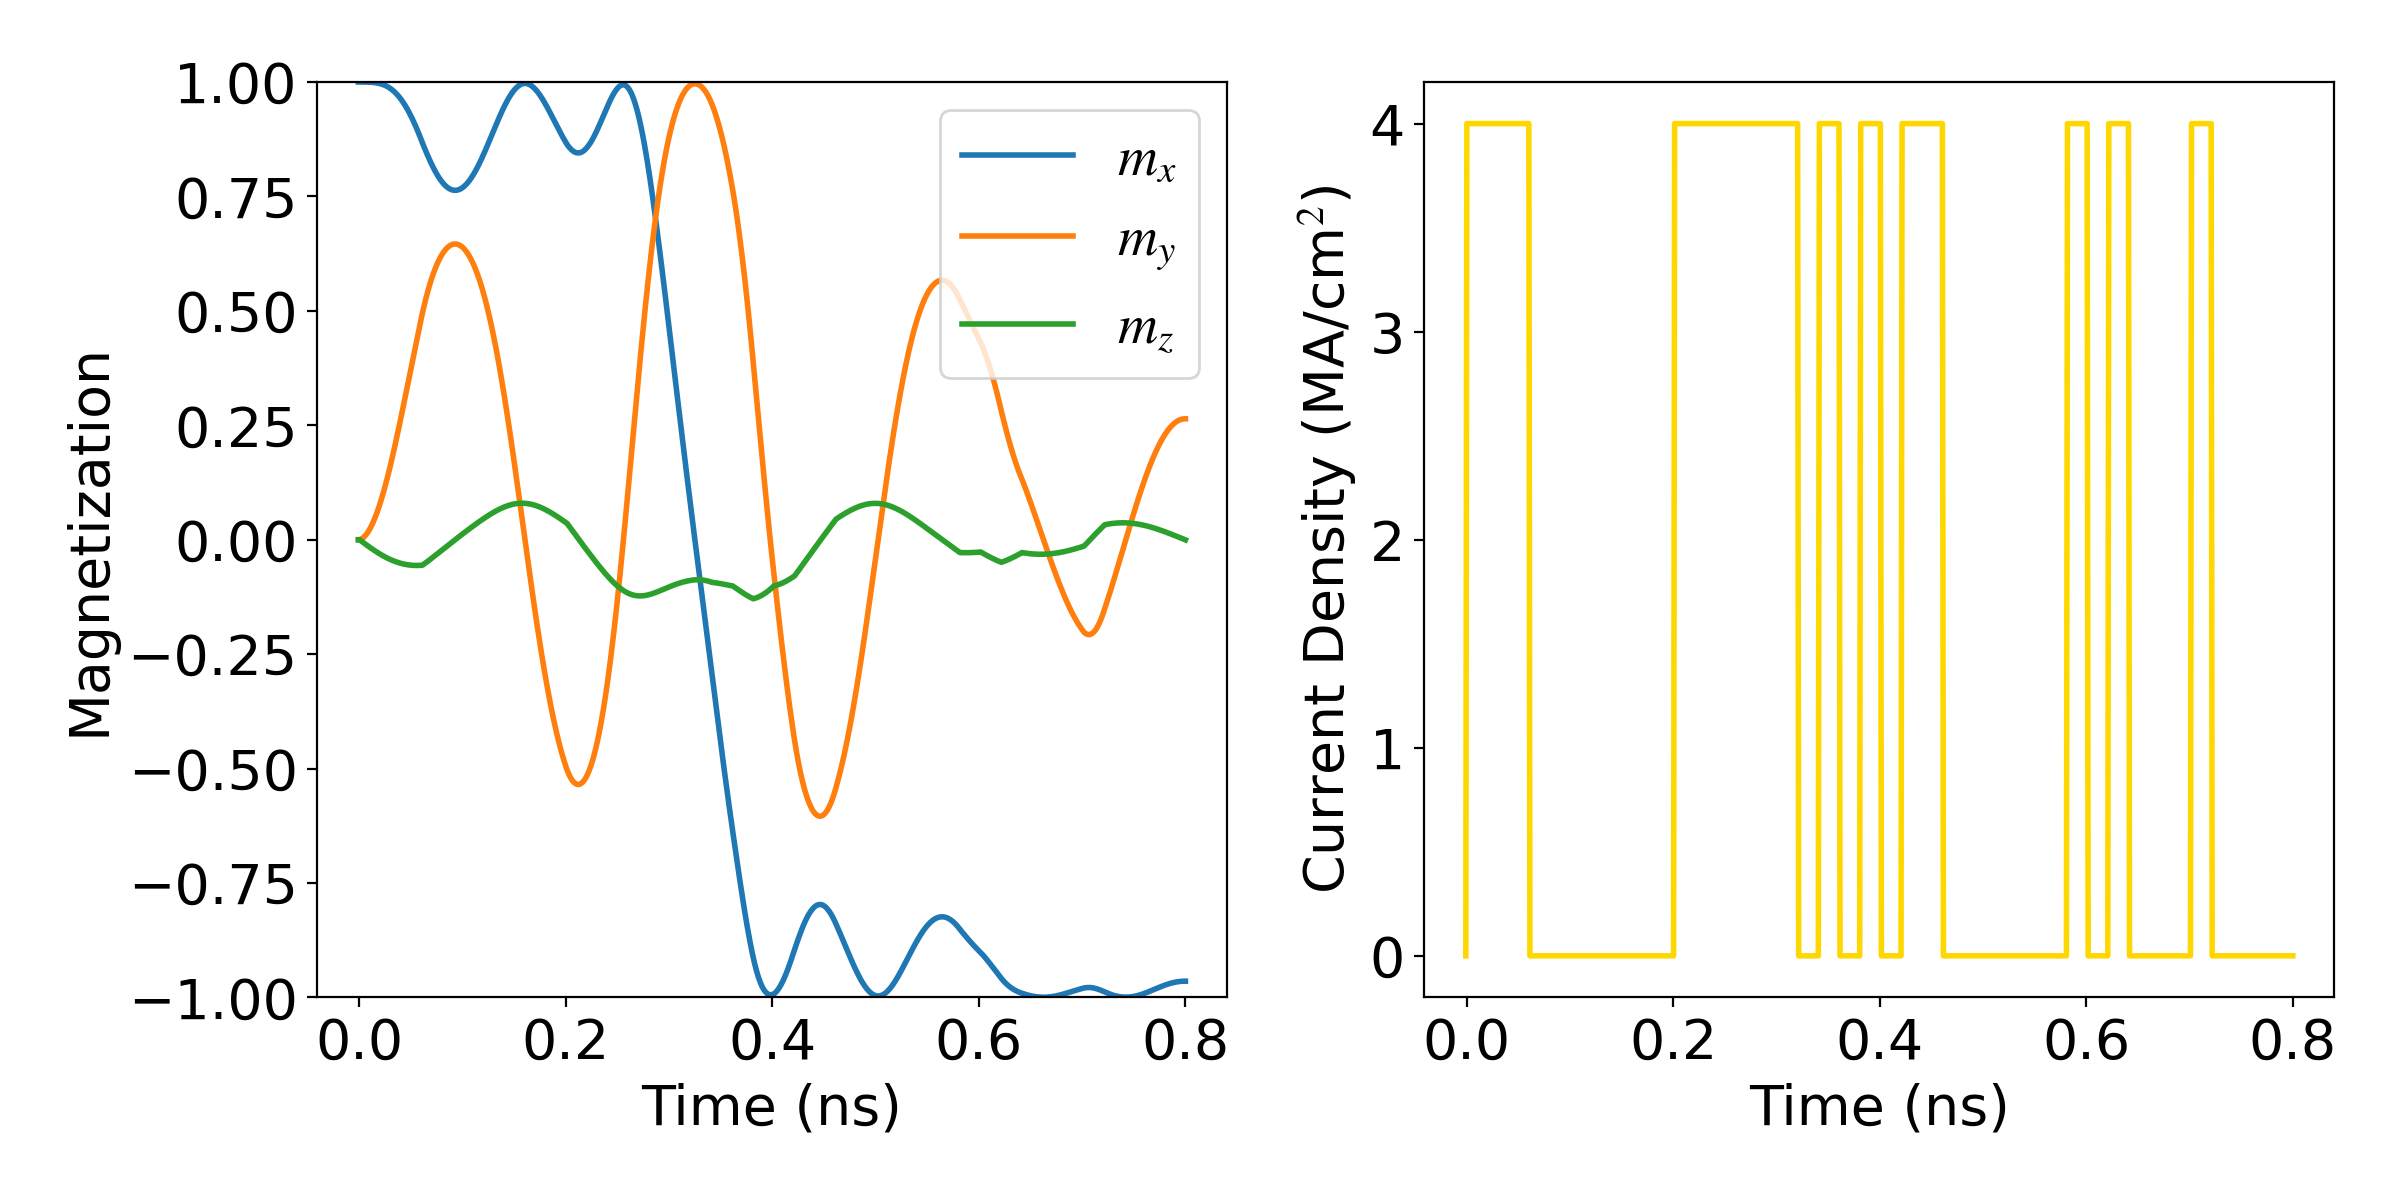 Magnetization
1.00
0.75
0.50
0.25
0.00
−0.25
−0.50
−0.75
−1.00
0.0 0.2 0.4 0.6 0.8
Time (ns)
mₓ
m_y
m_z
Current Density (MA/cm²)
4
3
2
1
0
0.0 0.2 0.4 0.6 0.8
Time (ns)